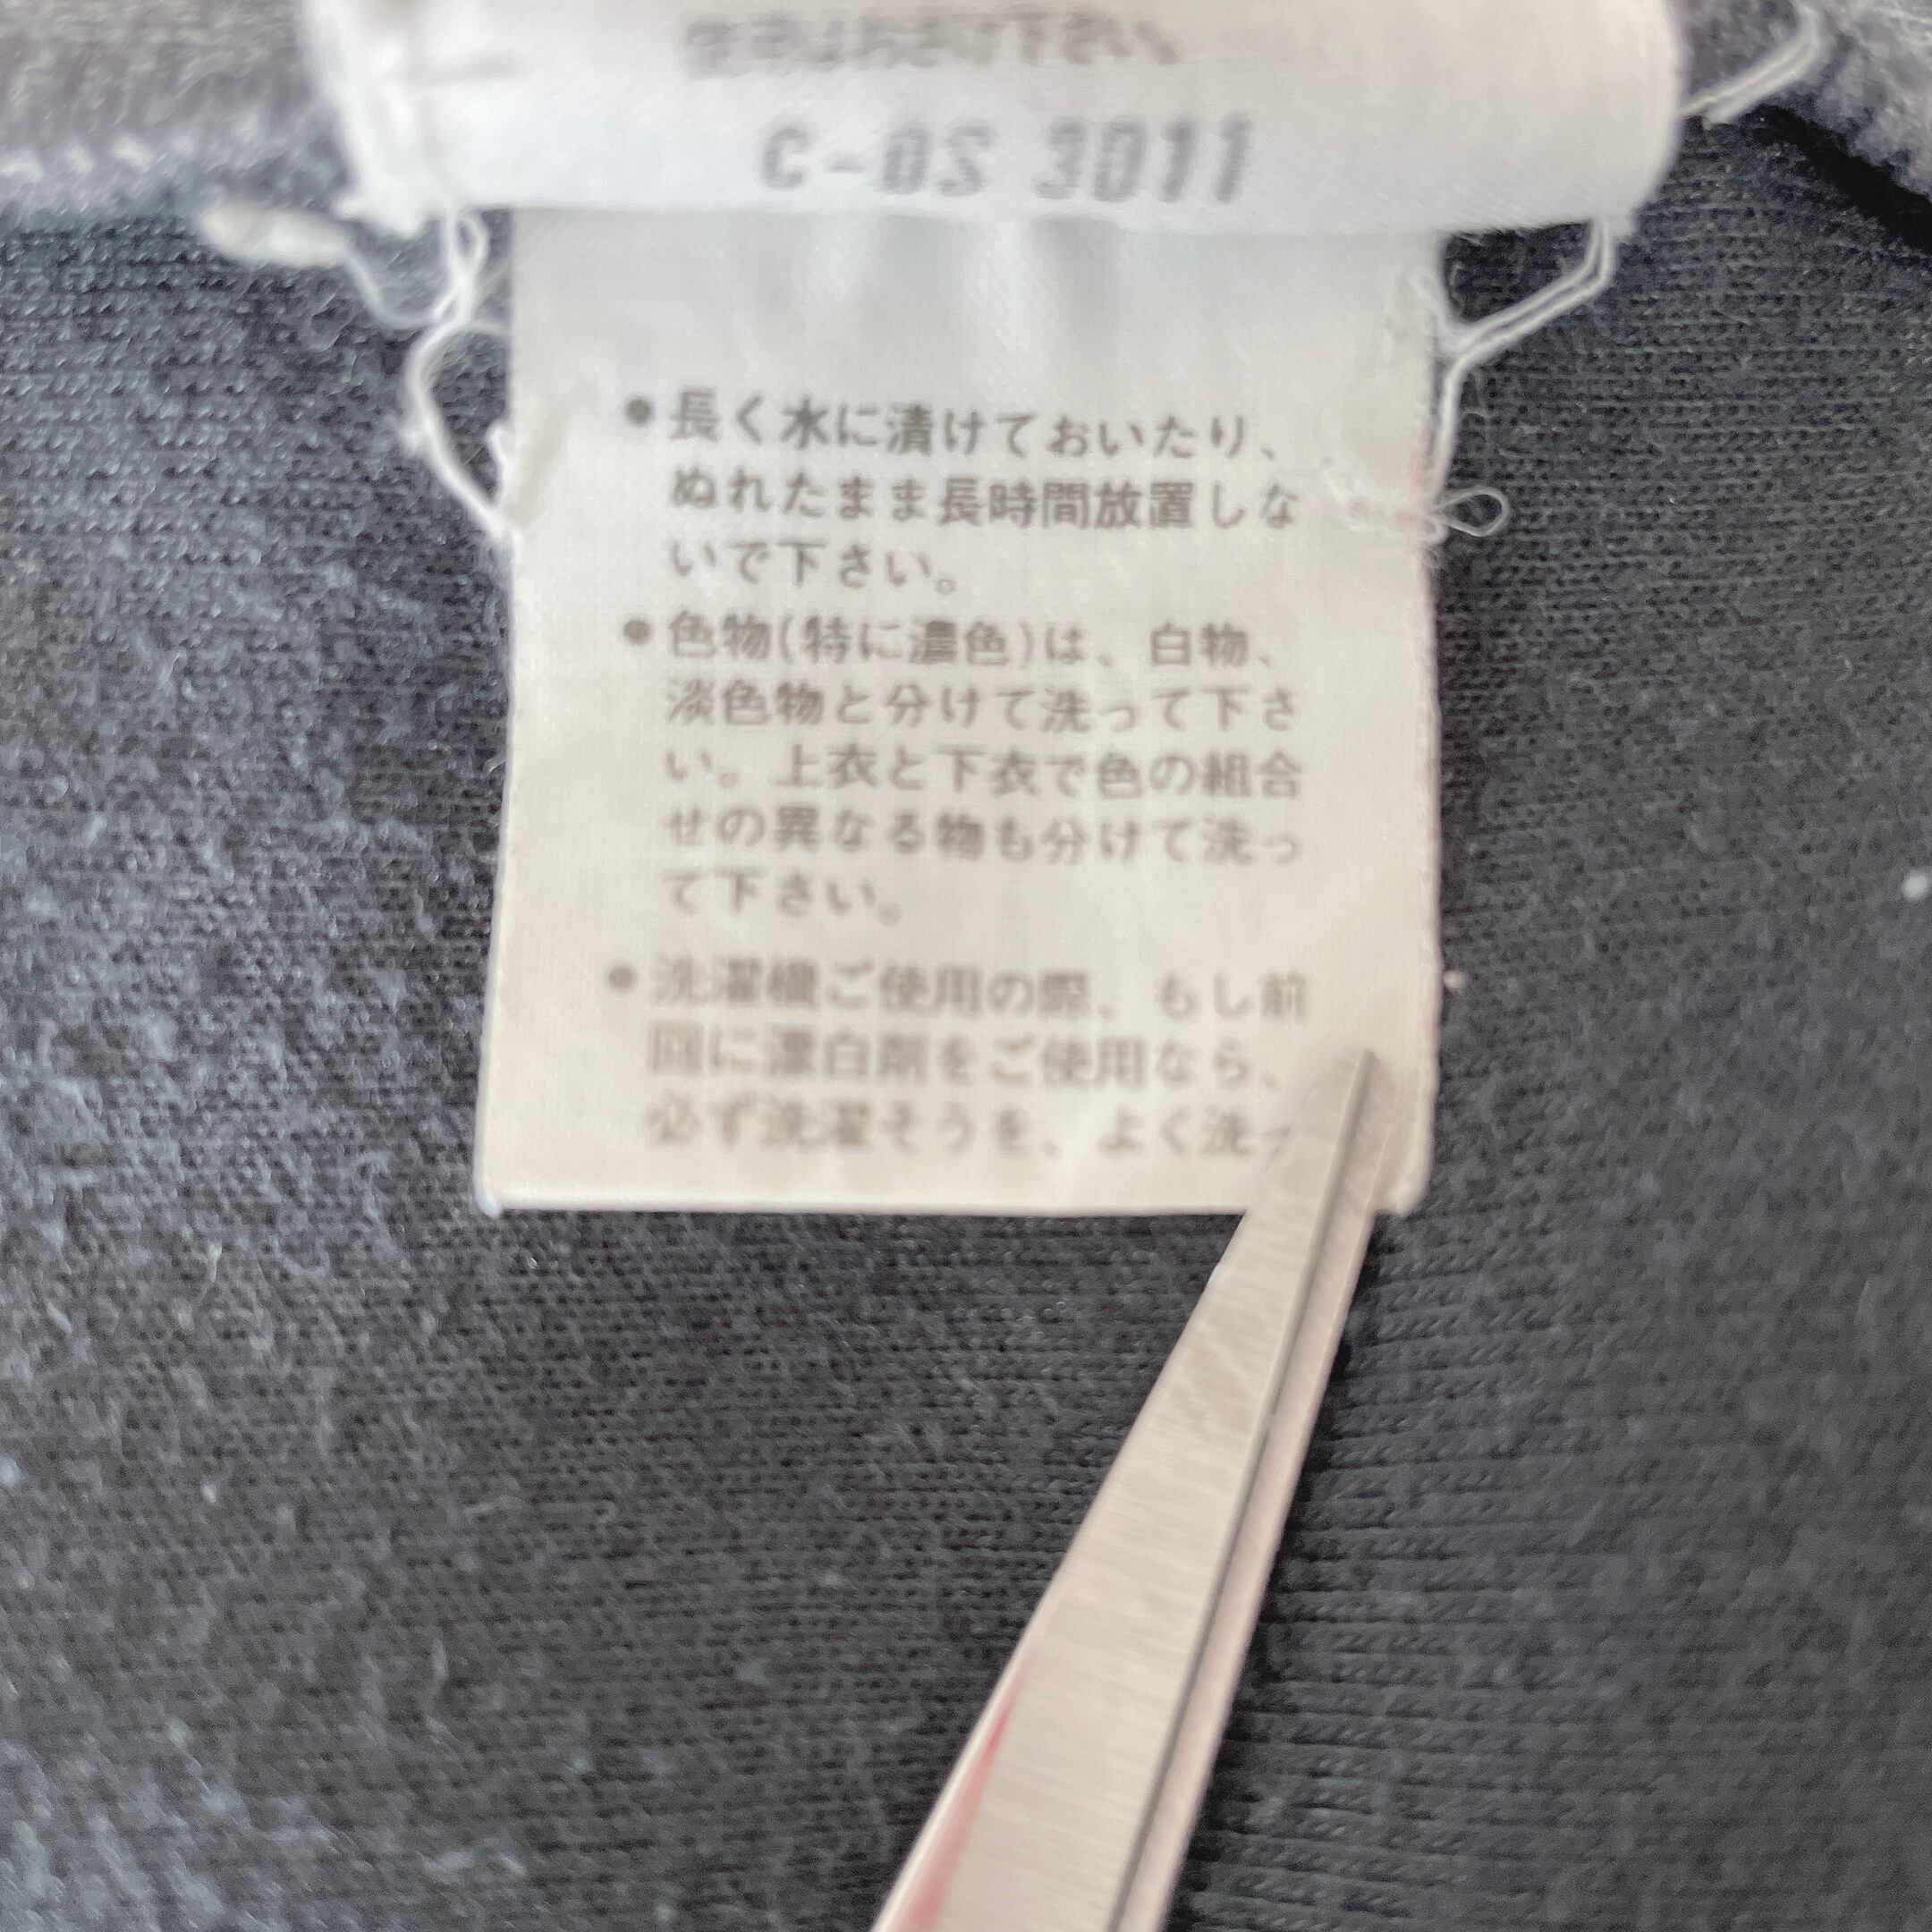 C-0S 3011
●長く水に漬けておいたり、
ぬれたまま長時間放置しな
いで下さい。
●色物(特に濃色)は、白物、
淡色物と分けて洗って下さ
い。上衣と下衣で色の組合
せの異なる物も分けて洗っ
て下さい。
●洗濯機ご使用の際、もし前
回に漂白剤をご使用なら、
必ず洗濯そうを、よく洗っ